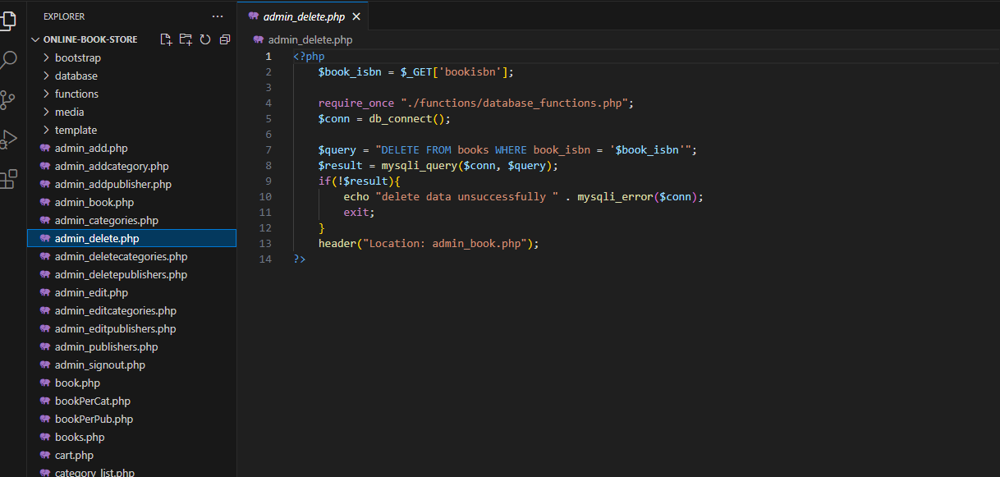 EXPLORER
ONLINE-BOOK-STORE
bootstrap
database
functions
media
template
admin_add.php
admin_addcategory.php
admin_addpublisher.php
admin_book.php
admin_categories.php
admin_delete.php
admin_deletecategories.php
admin_deletepublishers.php
admin_edit.php
admin_editcategories.php
admin_editpublishers.php
admin_publishers.php
admin_signout.php
book.php
bookPerCat.php
bookPerPub.php
books.php
cart.php
category_list.php
admin_delete.php
admin_delete.php
1 <?php
2 $book_isbn = $_GET['bookisbn'];
3
4 require_once "./functions/database_functions.php";
5 $conn = db_connect();
6
7 $query = "DELETE FROM books WHERE book_isbn = '$book_isbn'";
8 $result = mysqli_query($conn, $query);
9 if(!$result){
10 echo "delete data unsuccessfully " . mysqli_error($conn);
11 exit;
12 }
13 header("Location: admin_book.php");
14 ?>